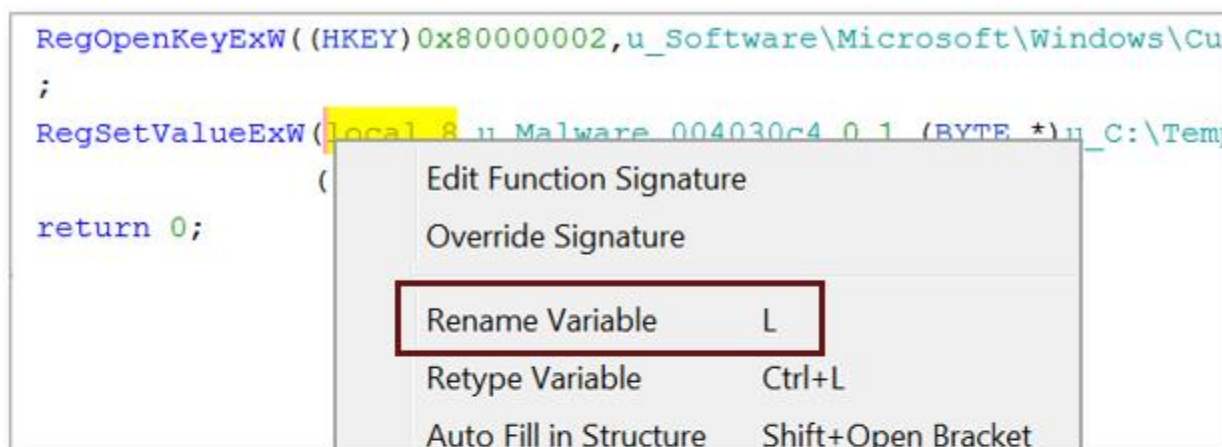 RegOpenKeyExW((HKEY)0x80000002,u_Software\Microsoft\Windows\Cu
;
RegSetValueExW(local_8,u_Malware_004030c4,0,1,(BYTE *)u_C:\Tem
(
return 0;
Edit Function Signature
Override Signature
Rename Variable L
Retype Variable Ctrl+L
Auto Fill in Structure Shift+Open Bracket